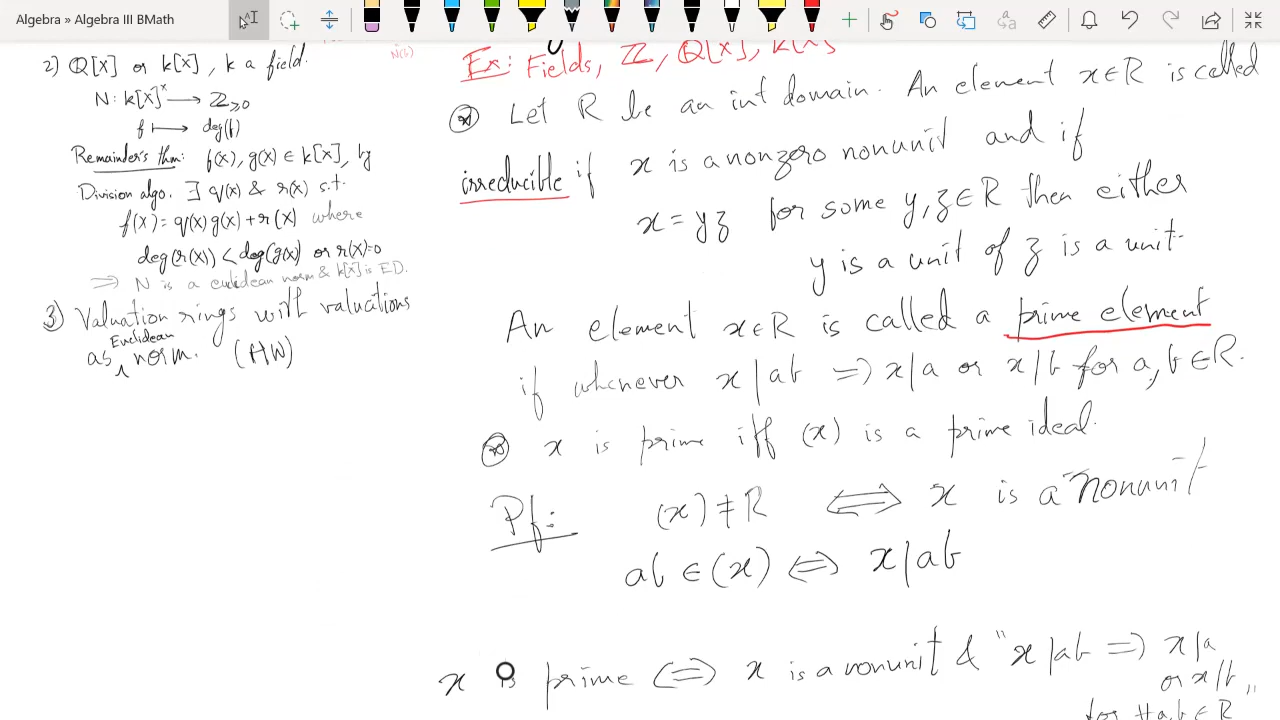 Algebra » Algebra III BMath
2) Q[x] or k[x], k a field.
N(b)
N: k[x]^x ⟶ ℤ≥0
f ⟼ deg(f)
Remainder's thm: f(x), g(x) ∈ k[x], by
Division algo. ∃ q(x) & r(x) s.t.
f(x) = q(x)g(x) + r(x) where
deg(r(x)) < deg(g(x)) or r(x)=0
⇒ N is a euclidean norm & k[x] is ED.
3) Valuation rings with valuations
as Euclidean norm. (HW)
Ex: Fields, ℤ, Q[x], k[x]
Let R be an int domain. An element x∈R is called
irreducible if x is a nonzero nonunit and if
x = yz for some y, z∈R then either
y is a unit of z is a unit.
An element x∈R is called a prime element
if whenever x|ab ⇒ x|a or x|b for a, b ∈ R.
x is prime iff (x) is a prime ideal.
Pf: (x) ≠ R ⟺ x is a nonunit
ab ∈ (x) ⟺ x|ab
x is prime ⟺ x is a nonunit & "x|ab ⇒ x|a
or x|b"
for ∀ a,b ∈ R